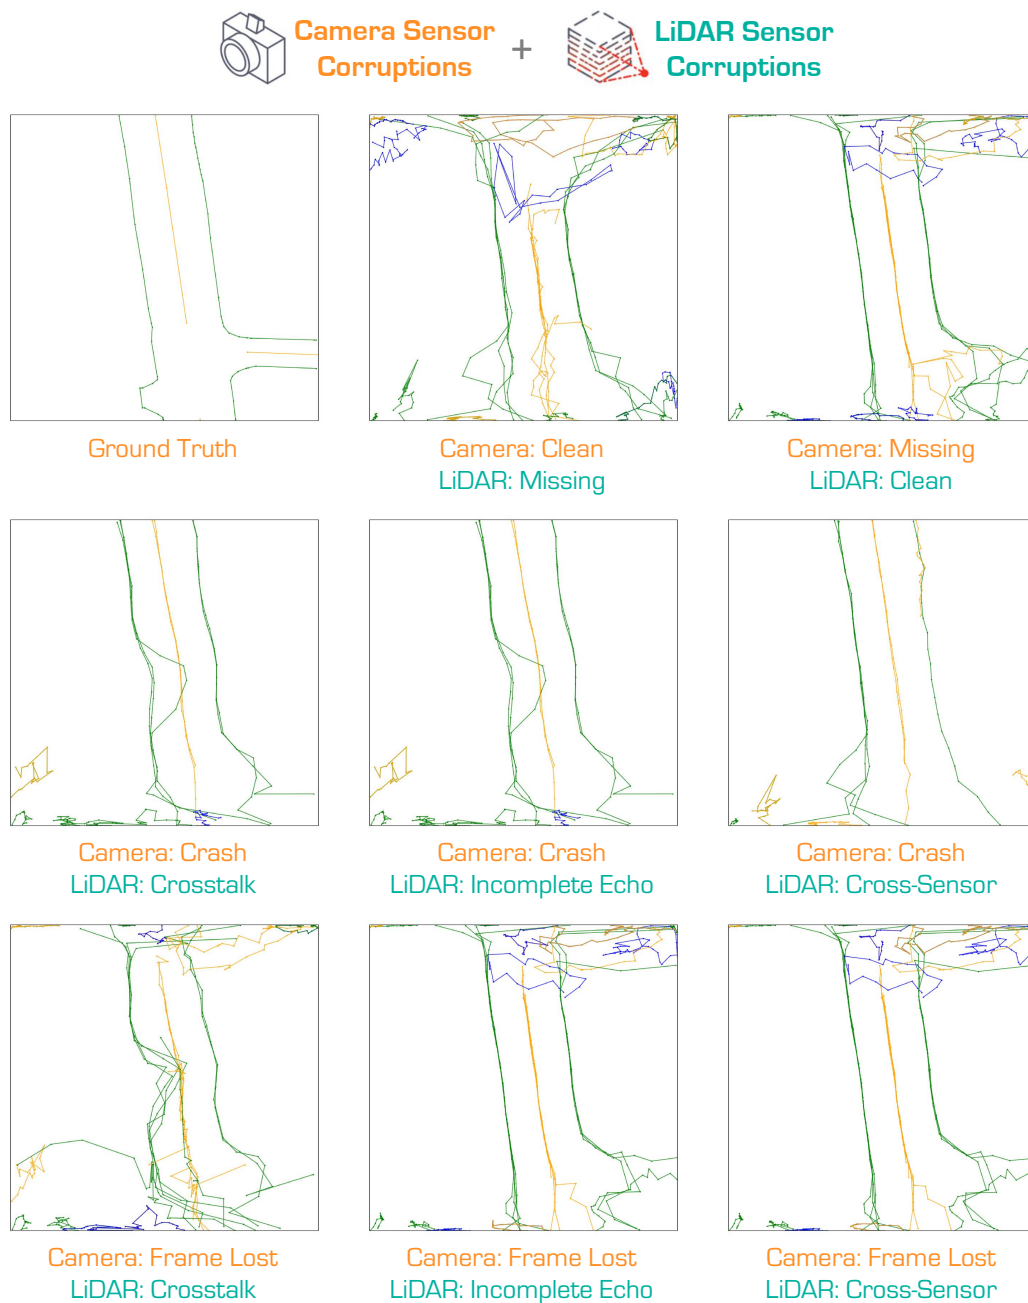 Camera Sensor
Corruptions
+
LiDAR Sensor
Corruptions
Ground Truth
Camera: Clean
LiDAR: Missing
Camera: Missing
LiDAR: Clean
Camera: Crash
LiDAR: Crosstalk
Camera: Crash
LiDAR: Incomplete Echo
Camera: Crash
LiDAR: Cross-Sensor
Camera: Frame Lost
LiDAR: Crosstalk
Camera: Frame Lost
LiDAR: Incomplete Echo
Camera: Frame Lost
LiDAR: Cross-Sensor